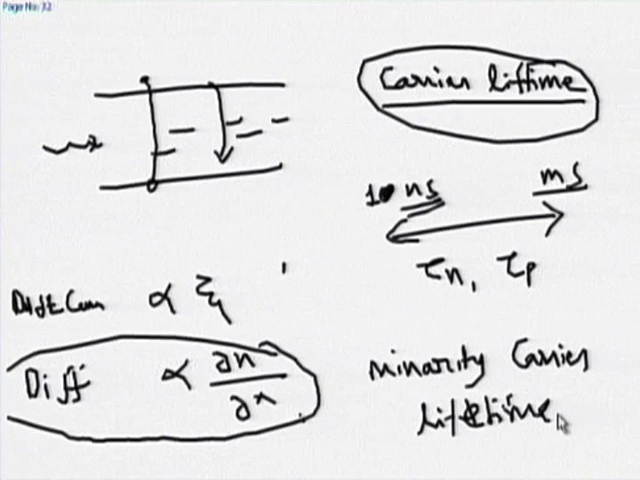 Page No: 32
Carrier lifetime
10 ns
ms
τn, τp
Drift Curr ∝ ξ
Diff ∝ ∂n/∂x
minority Carrier
lifetime